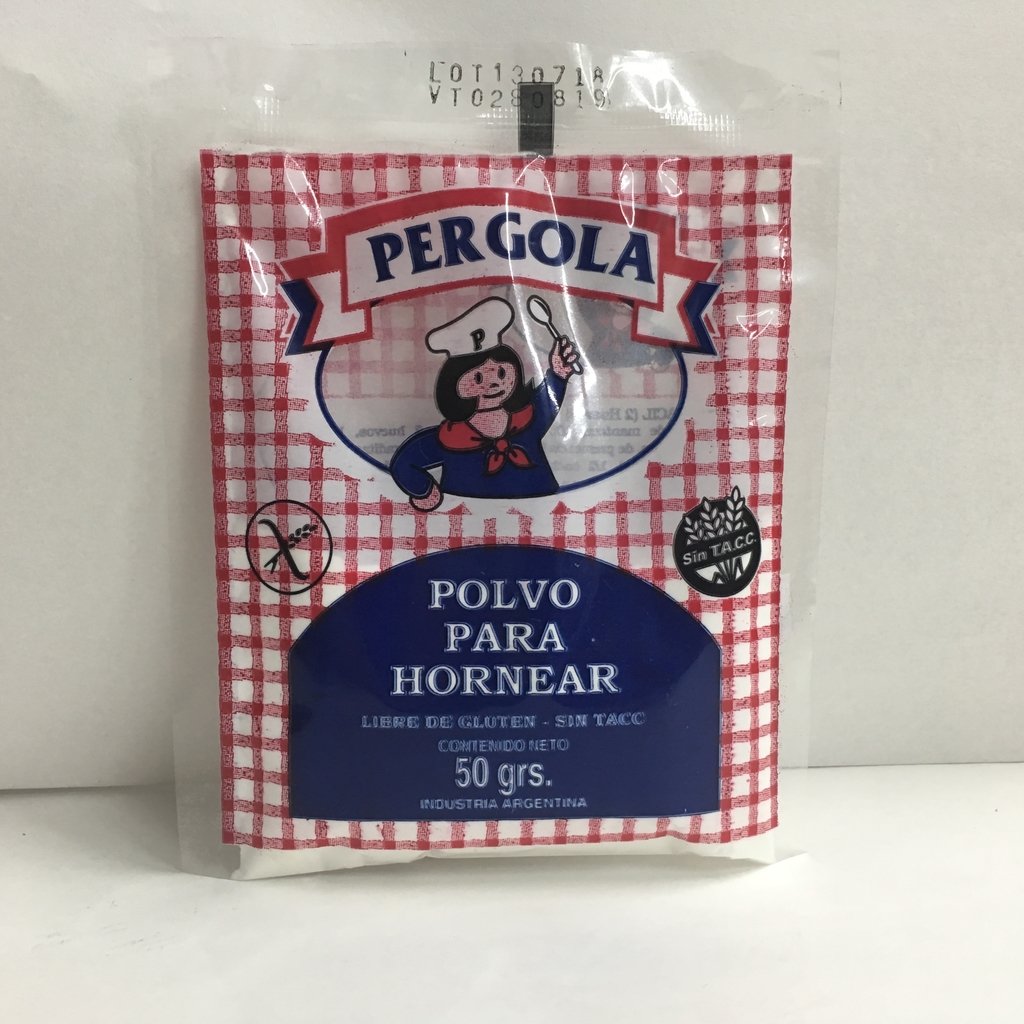 LOT130718
VT0280819
PERGOLA
P
Sin T.A.C.C.
POLVO
PARA
HORNEAR
LIBRE DE GLUTEN - SIN TACC
CONTENIDO NETO
50 grs.
INDUSTRIA ARGENTINA